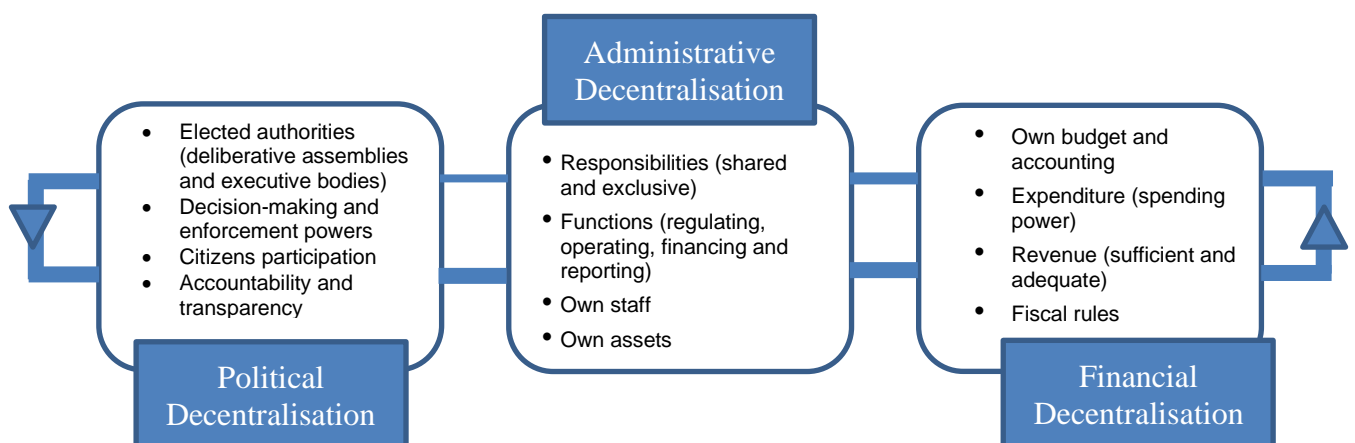 Administrative
Decentralisation
• Elected authorities
(deliberative assemblies
and executive bodies)
• Decision-making and
enforcement powers
• Citizens participation
• Accountability and
transparency
Political
Decentralisation
• Responsibilities (shared
and exclusive)
• Functions (regulating,
operating, financing and
reporting)
• Own staff
• Own assets
• Own budget and
accounting
• Expenditure (spending
power)
• Revenue (sufficient and
adequate)
• Fiscal rules
Financial
Decentralisation